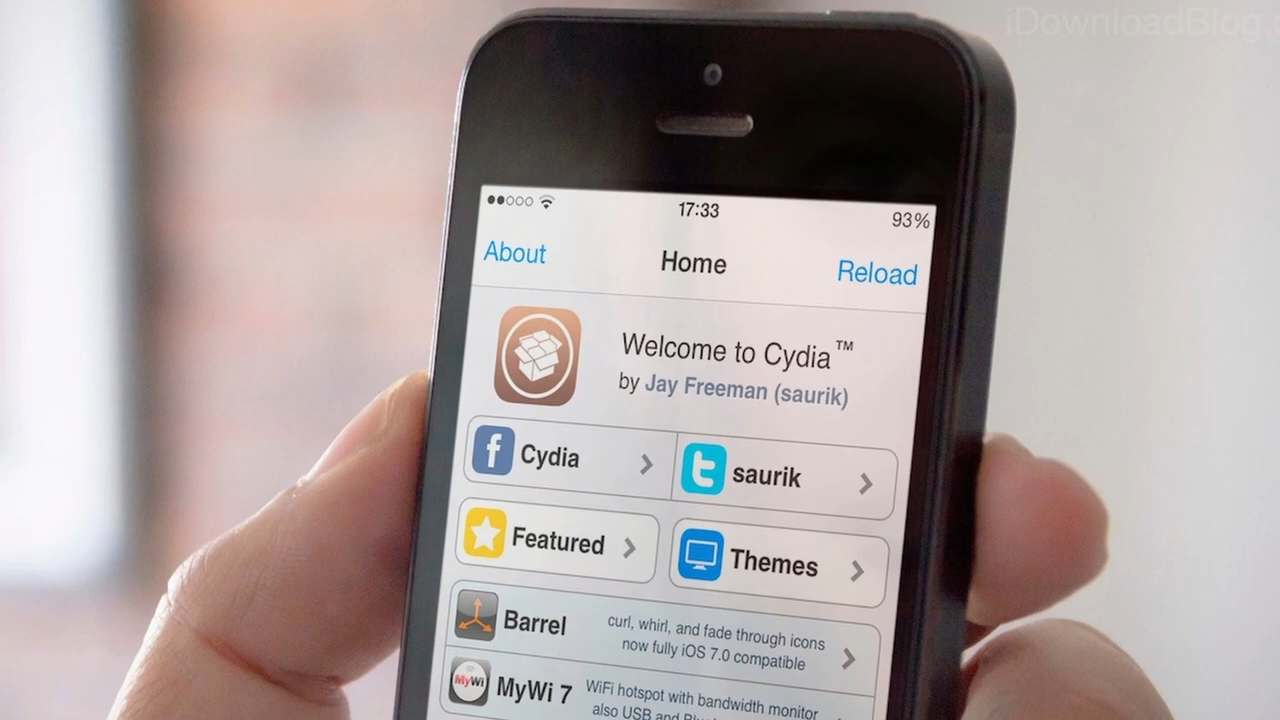 iDownloadBlog
17:33
93%
About
Home
Reload
Welcome to Cydia™
by Jay Freeman (saurik)
f Cydia
t saurik
Featured
Themes
Barrel
curl, whirl, and fade through icons
now fully iOS 7.0 compatible
MyWi
MyWi 7
WiFi hotspot with bandwidth monitor
also USB and